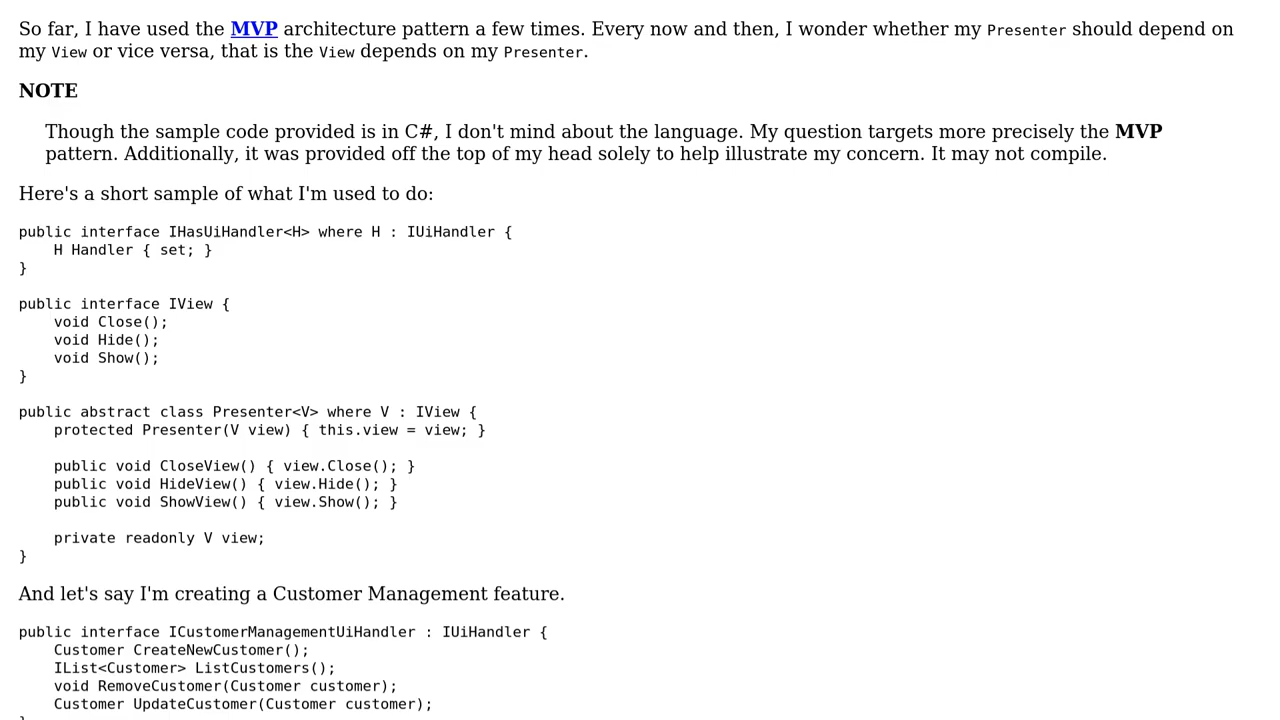 So far, I have used the MVP architecture pattern a few times. Every now and then, I wonder whether my Presenter should depend on
my View or vice versa, that is the View depends on my Presenter.
NOTE
Though the sample code provided is in C#, I don't mind about the language. My question targets more precisely the MVP
pattern. Additionally, it was provided off the top of my head solely to help illustrate my concern. It may not compile.
Here's a short sample of what I'm used to do:
public interface IHasUiHandler<H> where H : IUiHandler {
    H Handler { set; }
}
public interface IView {
    void Close();
    void Hide();
    void Show();
}
public abstract class Presenter<V> where V : IView {
    protected Presenter(V view) { this.view = view; }
    public void CloseView() { view.Close(); }
    public void HideView() { view.Hide(); }
    public void ShowView() { view.Show(); }
    private readonly V view;
}
And let's say I'm creating a Customer Management feature.
public interface ICustomerManagementUiHandler : IUiHandler {
    Customer CreateNewCustomer();
    IList<Customer> ListCustomers();
    void RemoveCustomer(Customer customer);
    Customer UpdateCustomer(Customer customer);
}